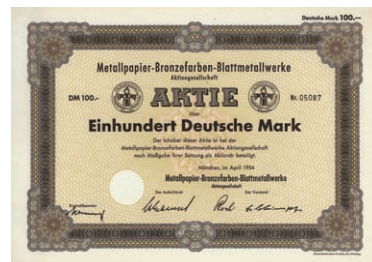 Deutsche Mark 100.—
Metallpapier-Bronzefarben-Blattmetallwerke
Aktiengesellschaft
DM 100.— AKTIE Nr. 05087
über
Einhundert Deutsche Mark
Der Inhaber dieser Aktie ist bei der
Metallpapier-Bronzefarben-Blattmetallwerke Aktiengesellschaft
nach Maßgabe ihrer Satzung als Aktionär beteiligt.
München, im April 1954
Metallpapier-Bronzefarben-Blattmetallwerke
Aktiengesellschaft
Der Aufsichtsrat Der Vorstand